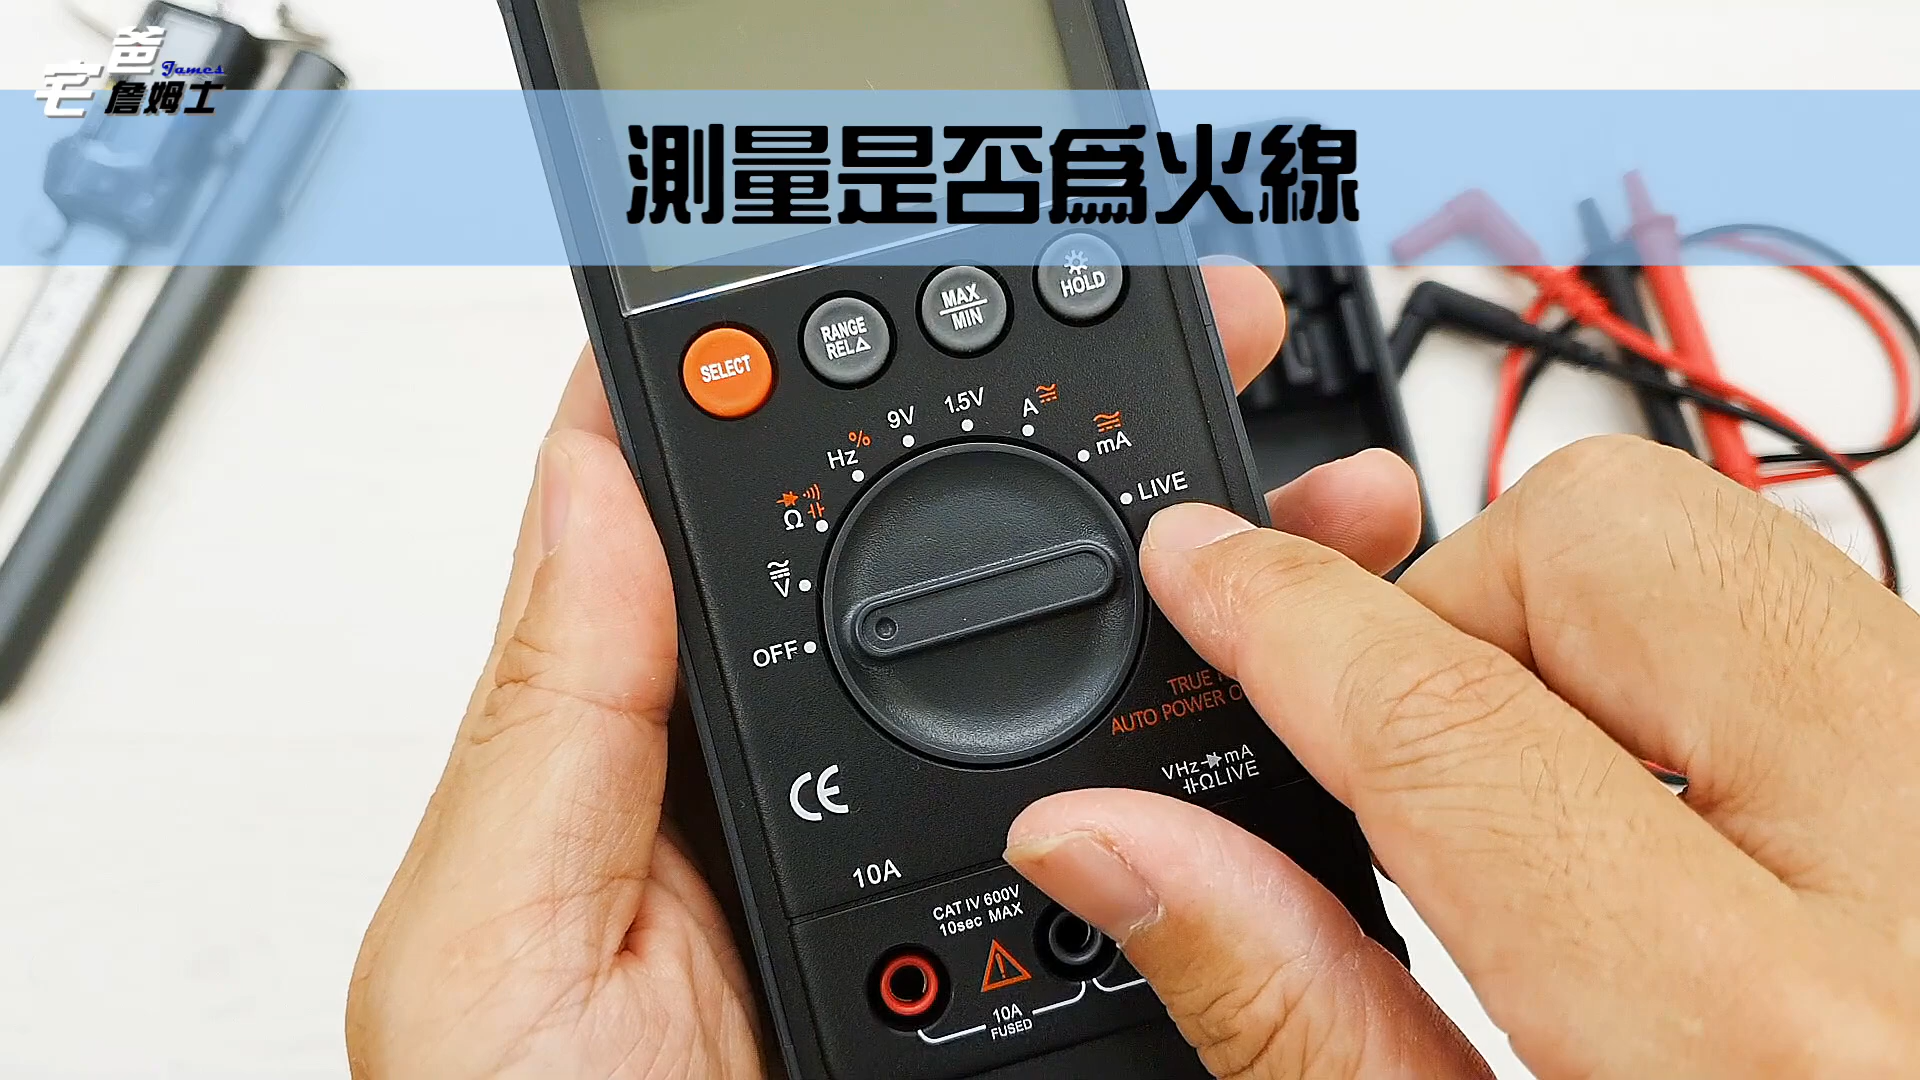 宅爸
James
詹姆士
測量是否為火線
HOLD
MAX
MIN
RANGE
REL△
SELECT
1.5V
9V
A
mA
Hz %
LIVE
Ω
V
OFF
TRUE
AUTO POWER O
VHz mA
ΩLIVE
CE
10A
CAT IV 600V
10sec MAX
10A
FUSED